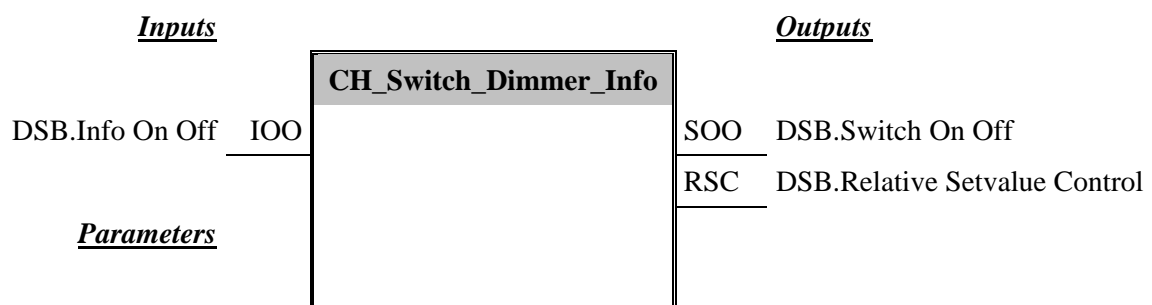 Inputs Outputs
CH_Switch_Dimmer_Info
DSB.Info On Off IOO SOO DSB.Switch On Off
RSC DSB.Relative Setvalue Control
Parameters